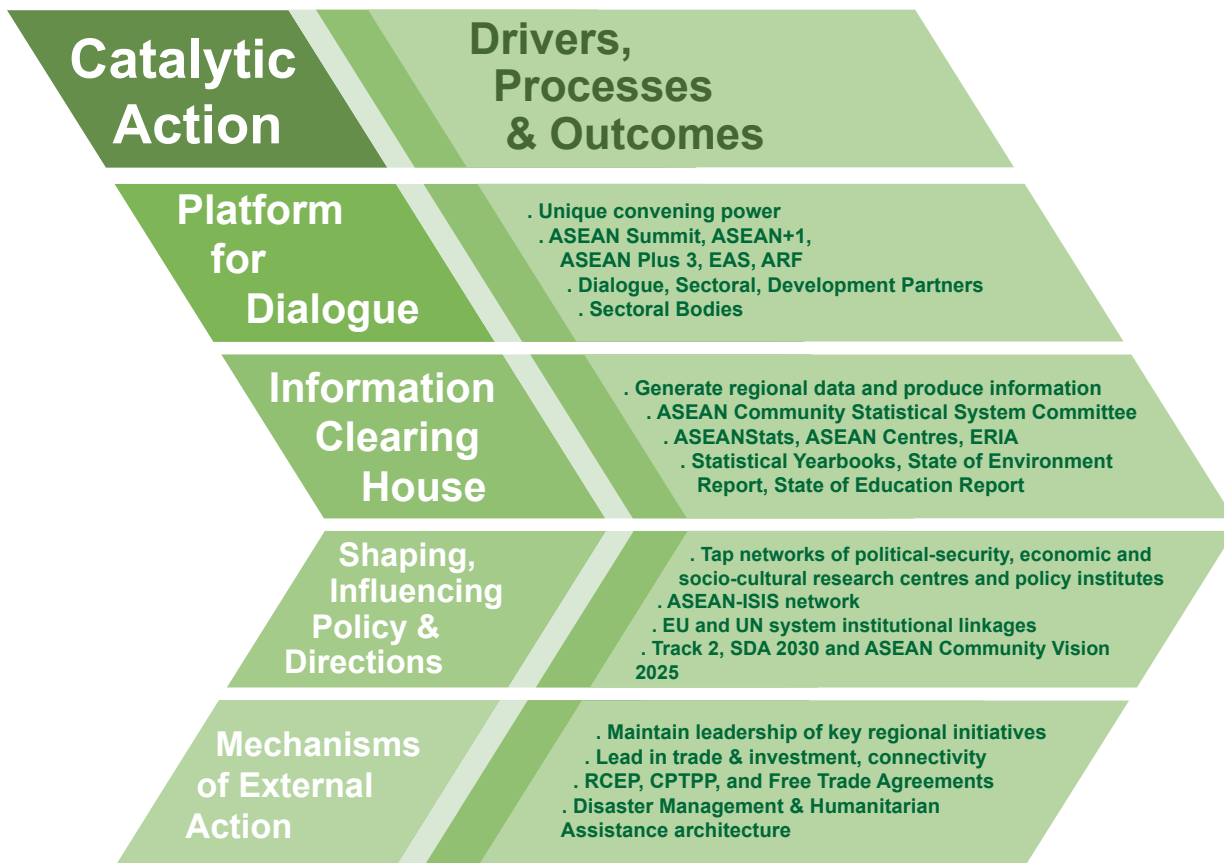 Catalytic
Action
Drivers,
Processes
& Outcomes
Platform
for
Dialogue
. Unique convening power
. ASEAN Summit, ASEAN+1,
ASEAN Plus 3, EAS, ARF
. Dialogue, Sectoral, Development Partners
. Sectoral Bodies
Information
Clearing
House
. Generate regional data and produce information
. ASEAN Community Statistical System Committee
. ASEANStats, ASEAN Centres, ERIA
. Statistical Yearbooks, State of Environment
Report, State of Education Report
Shaping,
Influencing
Policy &
Directions
. Tap networks of political-security, economic and
socio-cultural research centres and policy institutes
. ASEAN-ISIS network
. EU and UN system institutional linkages
. Track 2, SDA 2030 and ASEAN Community Vision
2025
Mechanisms
of External
Action
. Maintain leadership of key regional initiatives
. Lead in trade & investment, connectivity
. RCEP, CPTPP, and Free Trade Agreements
. Disaster Management & Humanitarian
Assistance architecture